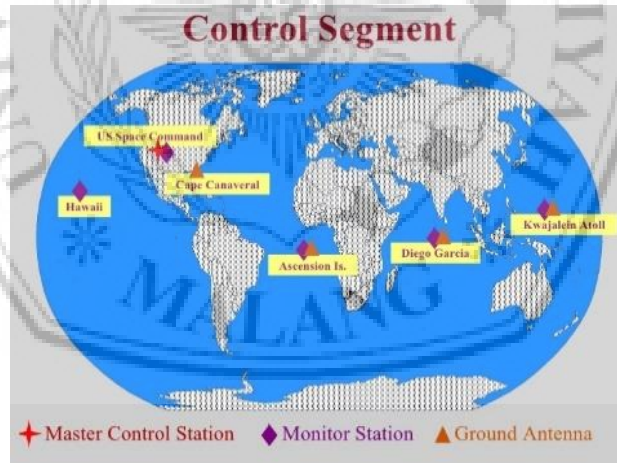 Control Segment
US Space Command
Cape Canaveral
Hawaii
Kwajalein Atoll
Diego Garcia
Ascension Is.
MALANG
Master Control Station
Monitor Station
Ground Antenna